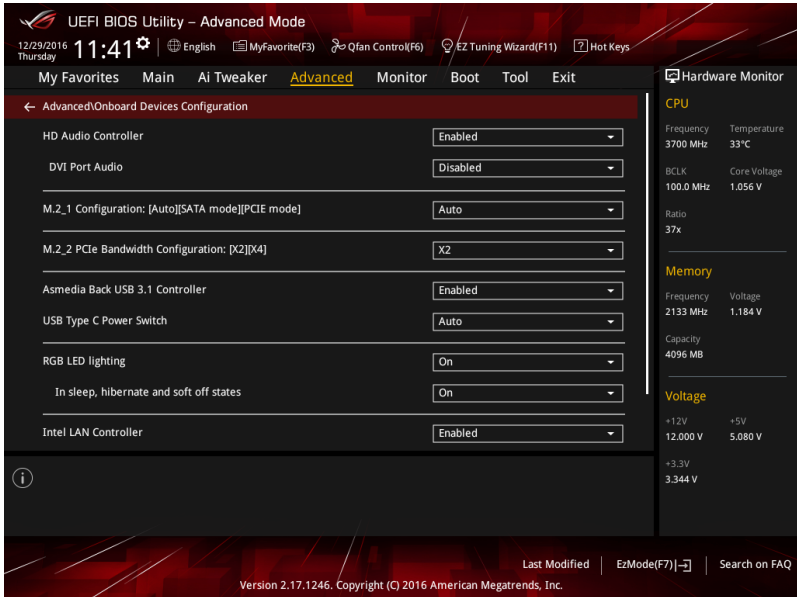 UEFI BIOS Utility – Advanced Mode
12/29/2016 Thursday 11:41 English MyFavorite(F3) Qfan Control(F6) EZ Tuning Wizard(F11) ? Hot Keys
My Favorites Main Ai Tweaker Advanced Monitor Boot Tool Exit
← Advanced\Onboard Devices Configuration
HD Audio Controller Enabled
DVI Port Audio Disabled
M.2_1 Configuration: [Auto][SATA mode][PCIE mode] Auto
M.2_2 PCIe Bandwidth Configuration: [X2][X4] X2
Asmedia Back USB 3.1 Controller Enabled
USB Type C Power Switch Auto
RGB LED lighting On
In sleep, hibernate and soft off states On
Intel LAN Controller Enabled
Hardware Monitor
CPU
Frequency Temperature
3700 MHz 33°C
BCLK Core Voltage
100.0 MHz 1.056 V
Ratio
37x
Memory
Frequency Voltage
2133 MHz 1.184 V
Capacity
4096 MB
Voltage
+12V +5V
12.000 V 5.080 V
+3.3V
3.344 V
Last Modified EzMode(F7) Search on FAQ
Version 2.17.1246. Copyright (C) 2016 American Megatrends, Inc.